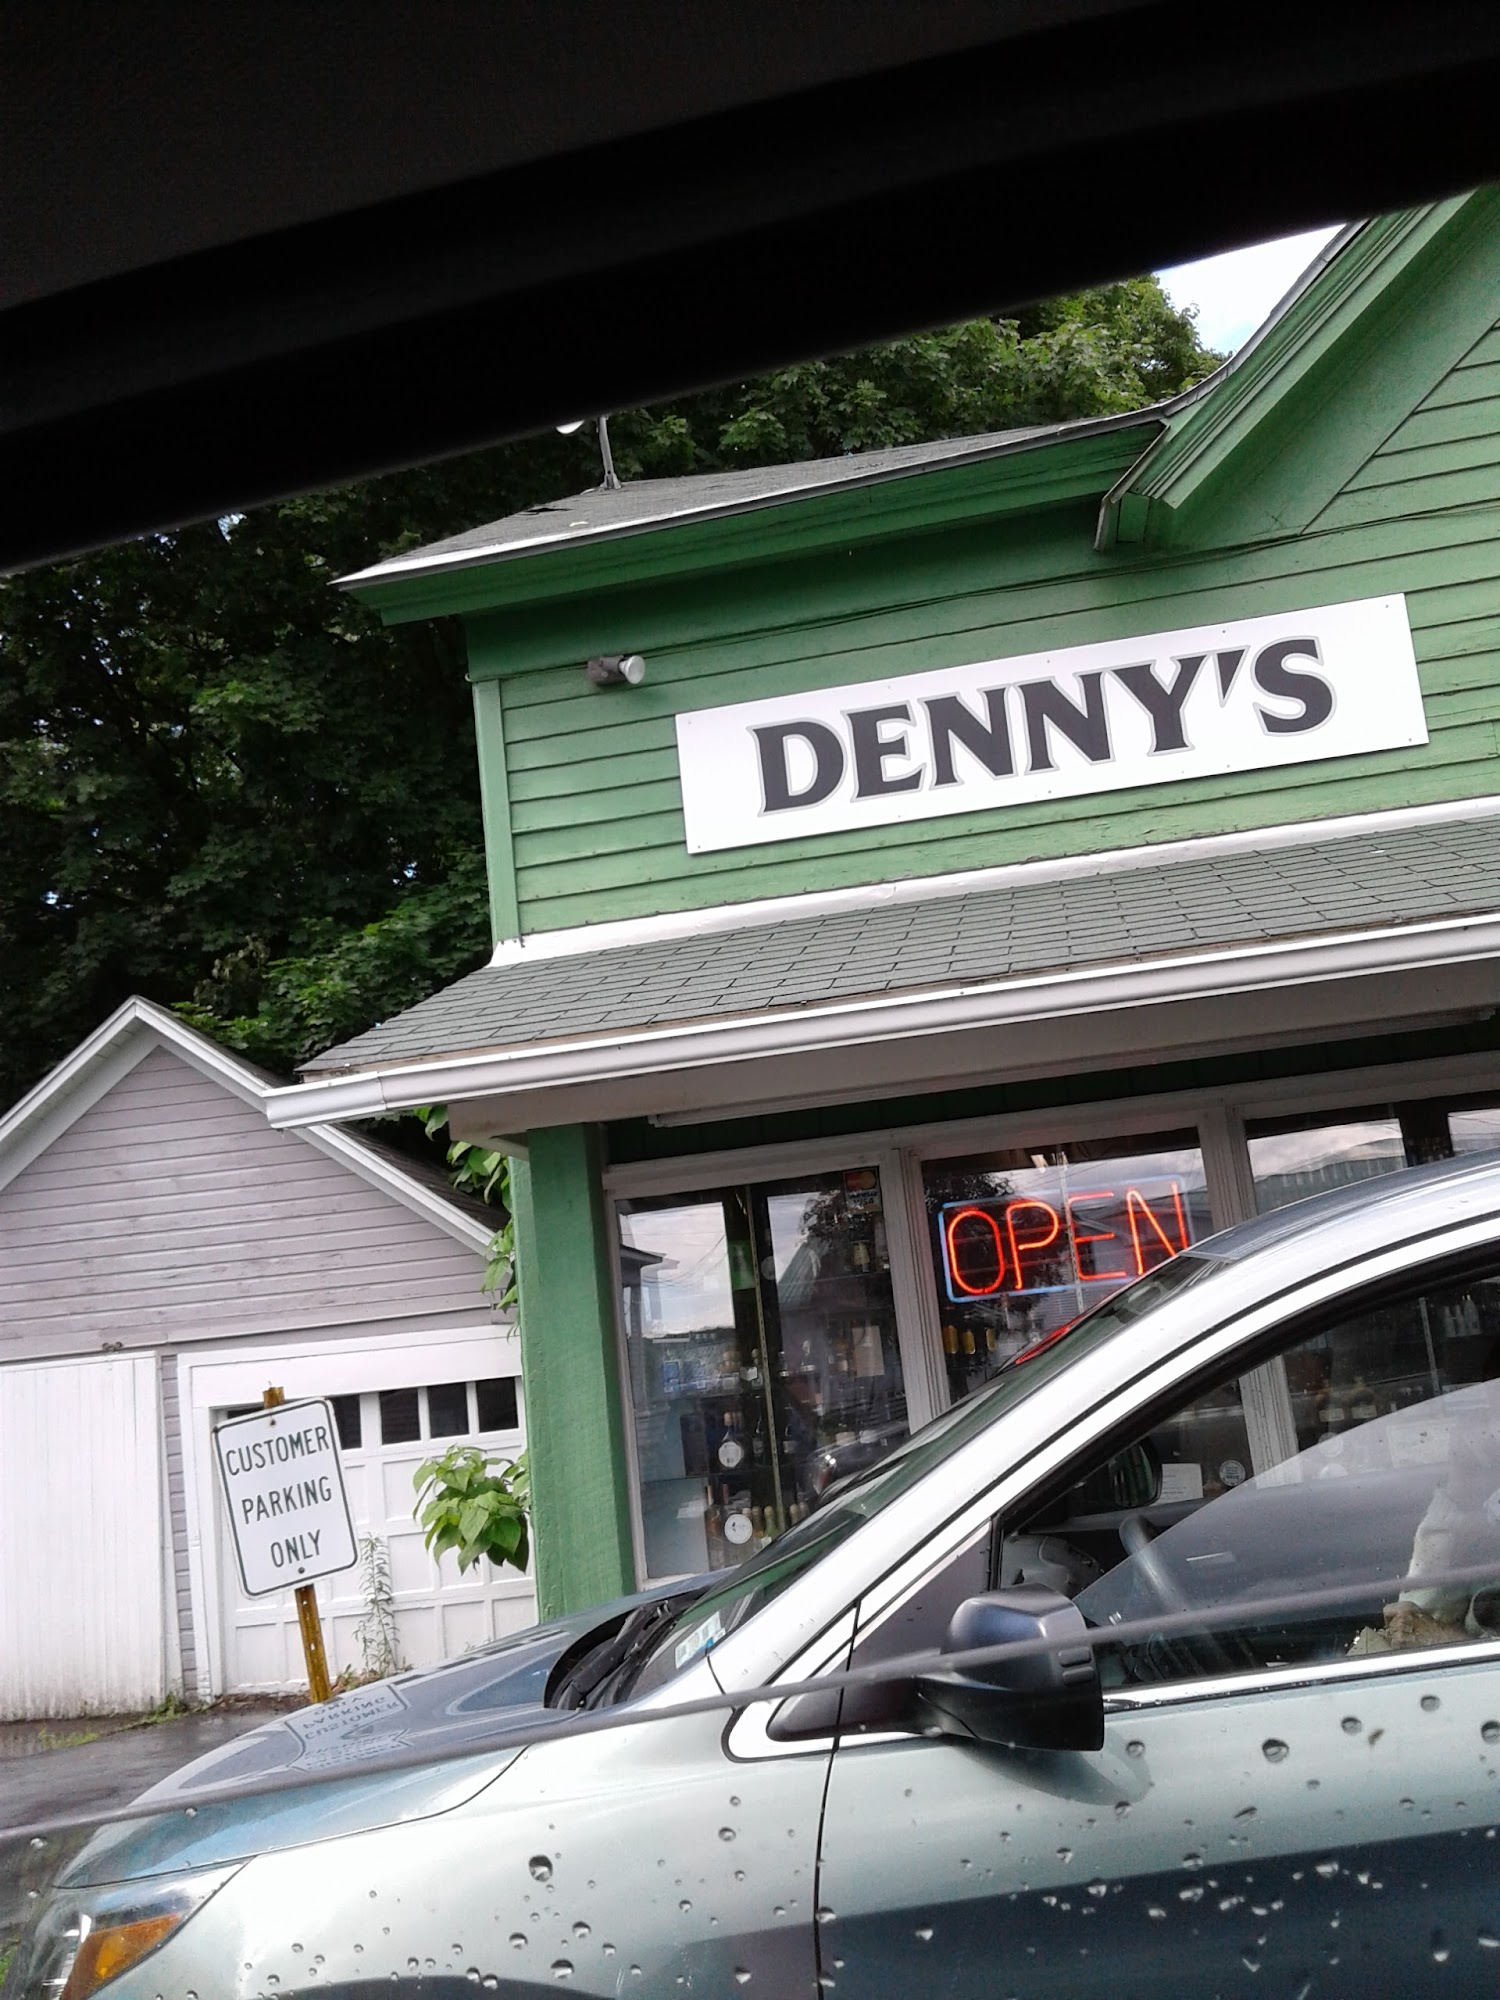 DENNY'S
OPEN
CUSTOMER
PARKING
ONLY